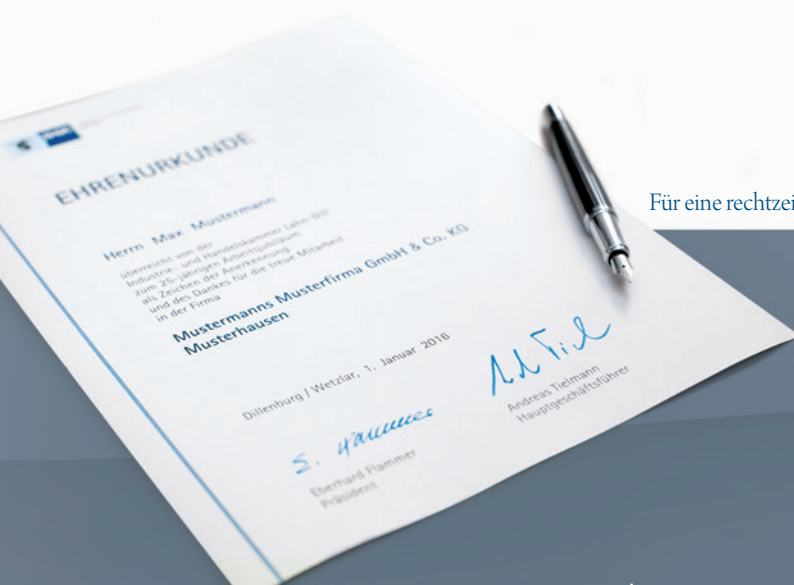 IHK
EHRENURKUNDE
Herrn Max Mustermann
überreicht von der
Industrie- und Handelskammer Lahn-Dill
zum 25-jährigen Arbeitsjubiläum
als Zeichen der Anerkennung
und des Dankes für die treue Mitarbeit
in der Firma
Mustermanns Musterfirma GmbH & Co. KG
Musterhausen
Dillenburg / Wetzlar, 1. Januar 2016
Eberhard Flammer
Präsident
Andreas Tielmann
Hauptgeschäftsführer
Für eine rechtzei